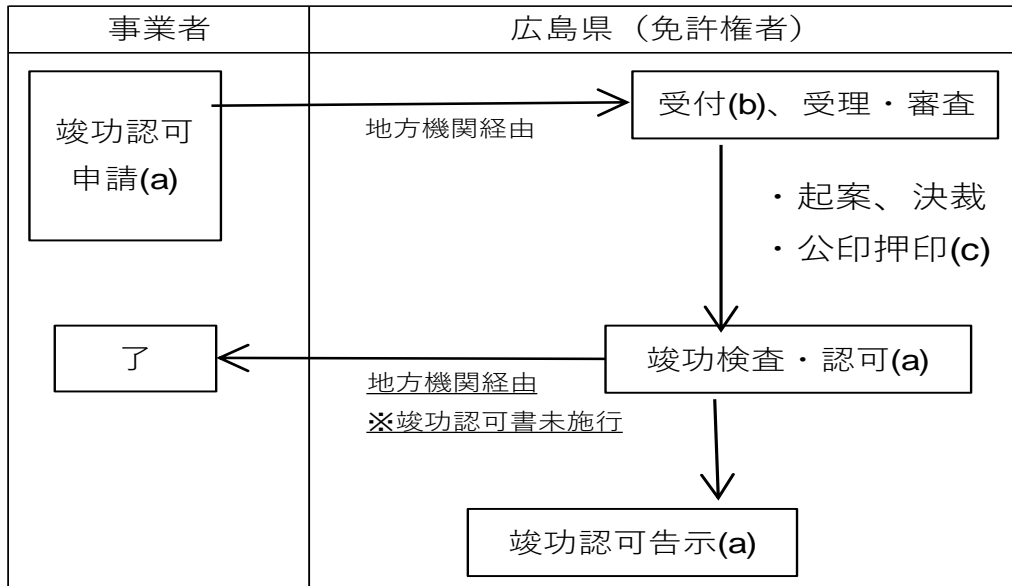 事業者
広島県（免許権者）
竣功認可
申請(a)
地方機関経由
受付(b)、受理・審査
・起案、決裁
・公印押印(c)
了
地方機関経由
※竣功認可書未施行
竣功検査・認可(a)
竣功認可告示(a)